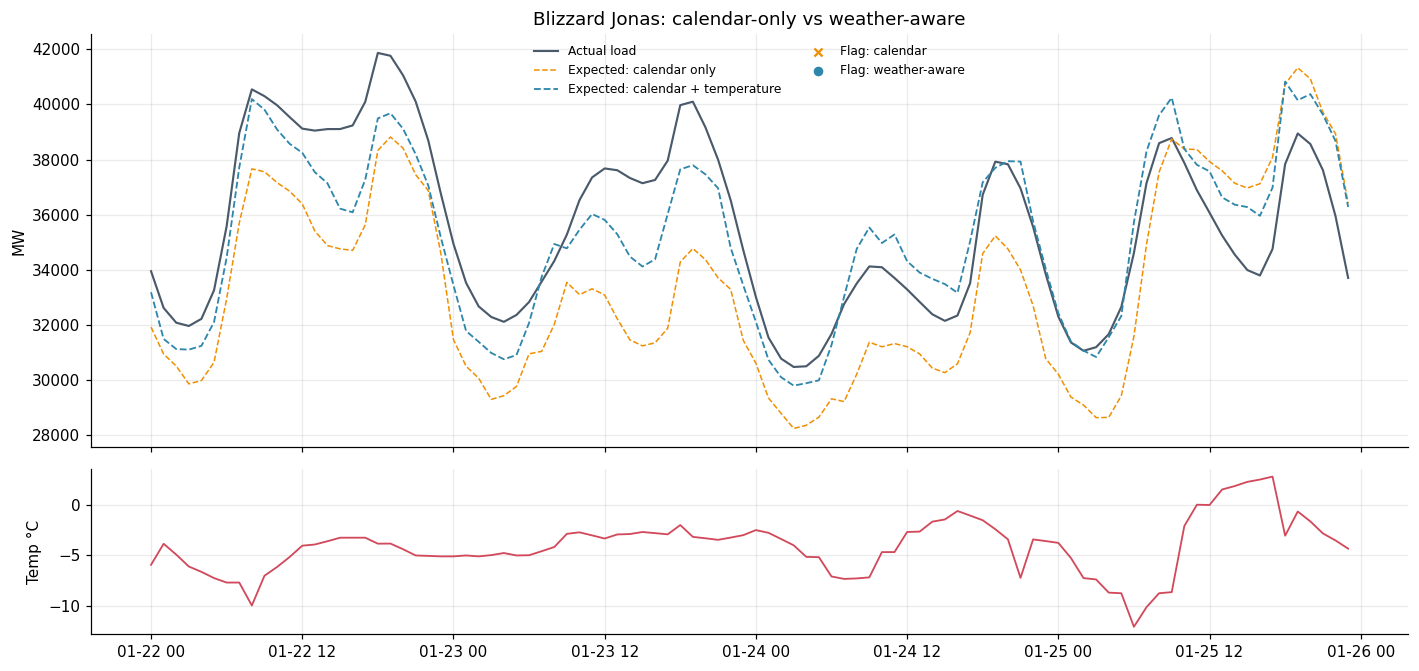 Blizzard Jonas: calendar-only vs weather-aware
Actual load
Expected: calendar only
Expected: calendar + temperature
Flag: calendar
Flag: weather-aware
MW
42000
40000
38000
36000
34000
32000
30000
28000
Temp °C
0
−5
−10
01-22 00 01-22 12 01-23 00 01-23 12 01-24 00 01-24 12 01-25 00 01-25 12 01-26 00